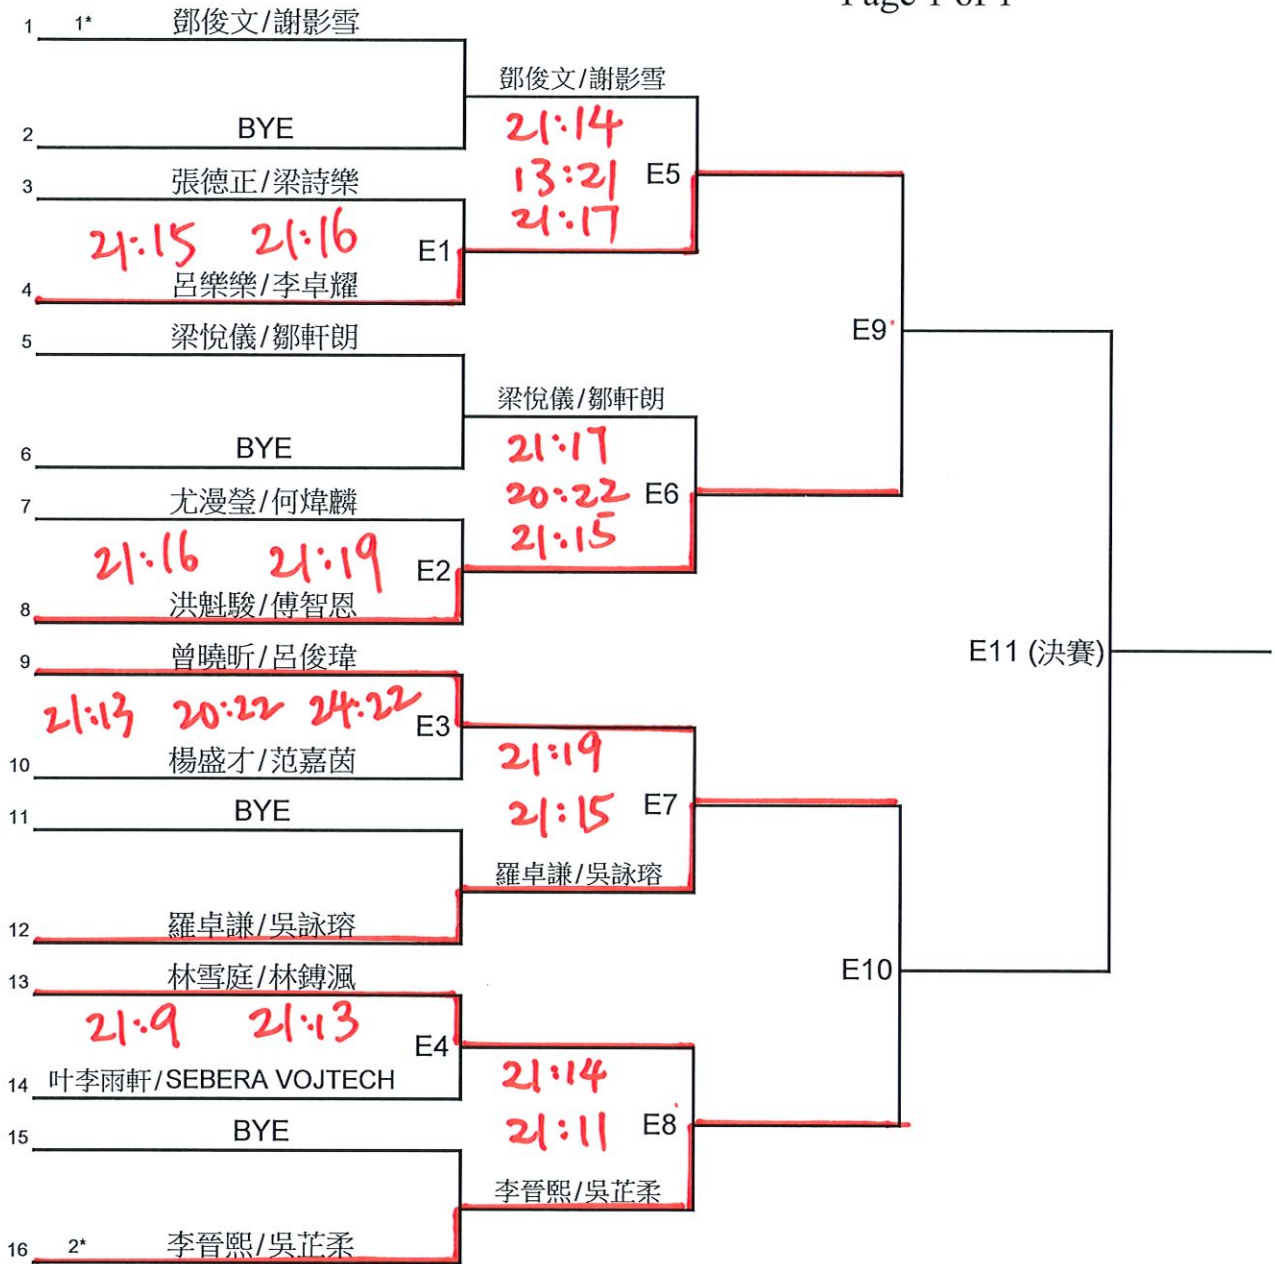 Page 1 of 1
1 1* 鄧俊文/謝影雪
鄧俊文/謝影雪
2 BYE
21:14
13:21 E5
21:17
3 張德正/梁詩樂
21:15 21:16 E1
4 呂樂樂/李卓耀
E9
5 梁悅儀/鄒軒朗
梁悅儀/鄒軒朗
6 BYE
21:17
20:22 E6
21:15
7 尤漫瑩/何煒麟
21:16 21:19 E2
8 洪魁駿/傅智恩
E11 (決賽)
9 曾曉昕/呂俊瑋
21:13 20:22 24:22 E3
10 楊盛才/范嘉茵
21:19
21:15 E7
11 BYE
羅卓謙/吳詠瑢
12 羅卓謙/吳詠瑢
E10
13 林雪庭/林鎛渢
21:9 21:13 E4
14 叶李雨軒/SEBERA VOJTECH
21:14
21:11 E8
15 BYE
李晉熙/吳芷柔
16 2* 李晉熙/吳芷柔